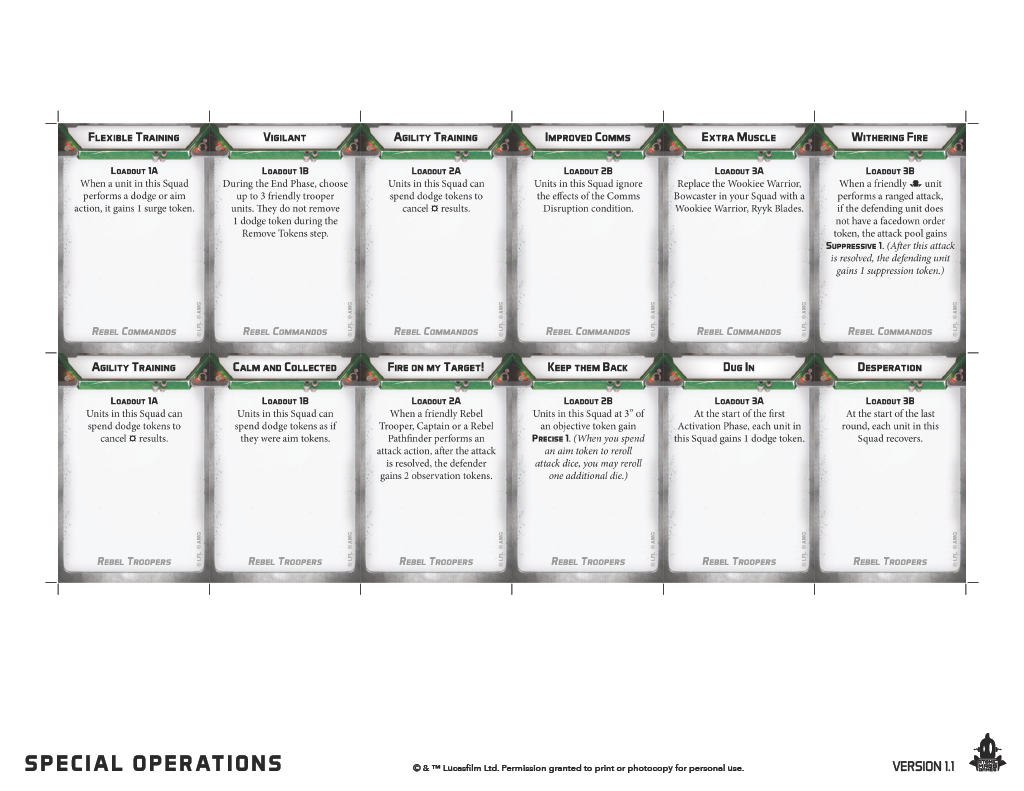 Flexible Training
Loadout 1A
When a unit in this Squad
performs a dodge or aim
action, it gains 1 surge token.
Rebel Commandos
© LFL © AMG
Vigilant
Loadout 1B
During the End Phase, choose
up to 3 friendly trooper
units. They do not remove
1 dodge token during the
Remove Tokens step.
Rebel Commandos
Agility Training
Loadout 2A
Units in this Squad can
spend dodge tokens to
cancel ¤ results.
Rebel Commandos
© LFL © AMG
Improved Comms
Loadout 2B
Units in this Squad ignore
the effects of the Comms
Disruption condition.
Rebel Commandos
© LFL © AMG
Extra Muscle
Loadout 3A
Replace the Wookiee Warrior,
Bowcaster in your Squad with a
Wookiee Warrior, Ryyk Blades.
Rebel Commandos
© LFL © AMG
Withering Fire
Loadout 3B
When a friendly unit
performs a ranged attack,
if the defending unit does
not have a facedown order
token, the attack pool gains
Suppressive 1. (After this attack
is resolved, the defending unit
gains 1 suppression token.)
Rebel Commandos
© LFL © AMG
Agility Training
Loadout 1A
Units in this Squad can
spend dodge tokens to
cancel ¤ results.
Rebel Troopers
© LFL © AMG
Calm and Collected
Loadout 1B
Units in this Squad can
spend dodge tokens as if
they were aim tokens.
Rebel Troopers
Fire on my Target!
Loadout 2A
When a friendly Rebel
Trooper, Captain or a Rebel
Pathfinder performs an
attack action, after the attack
is resolved, the defender
gains 2 observation tokens.
Rebel Troopers
© LFL © AMG
Keep them Back
Loadout 2B
Units in this Squad at 3" of
an objective token gain
Precise 1. (When you spend
an aim token to reroll
attack dice, you may reroll
one additional die.)
Rebel Troopers
© LFL © AMG
Dug In
Loadout 3A
At the start of the first
Activation Phase, each unit in
this Squad gains 1 dodge token.
Rebel Troopers
© LFL © AMG
Desperation
Loadout 3B
At the start of the last
round, each unit in this
Squad recovers.
Rebel Troopers
© LFL © AMG
SPECIAL OPERATIONS
© & ™ Lucasfilm Ltd. Permission granted to print or photocopy for personal use.
VERSION 1.1